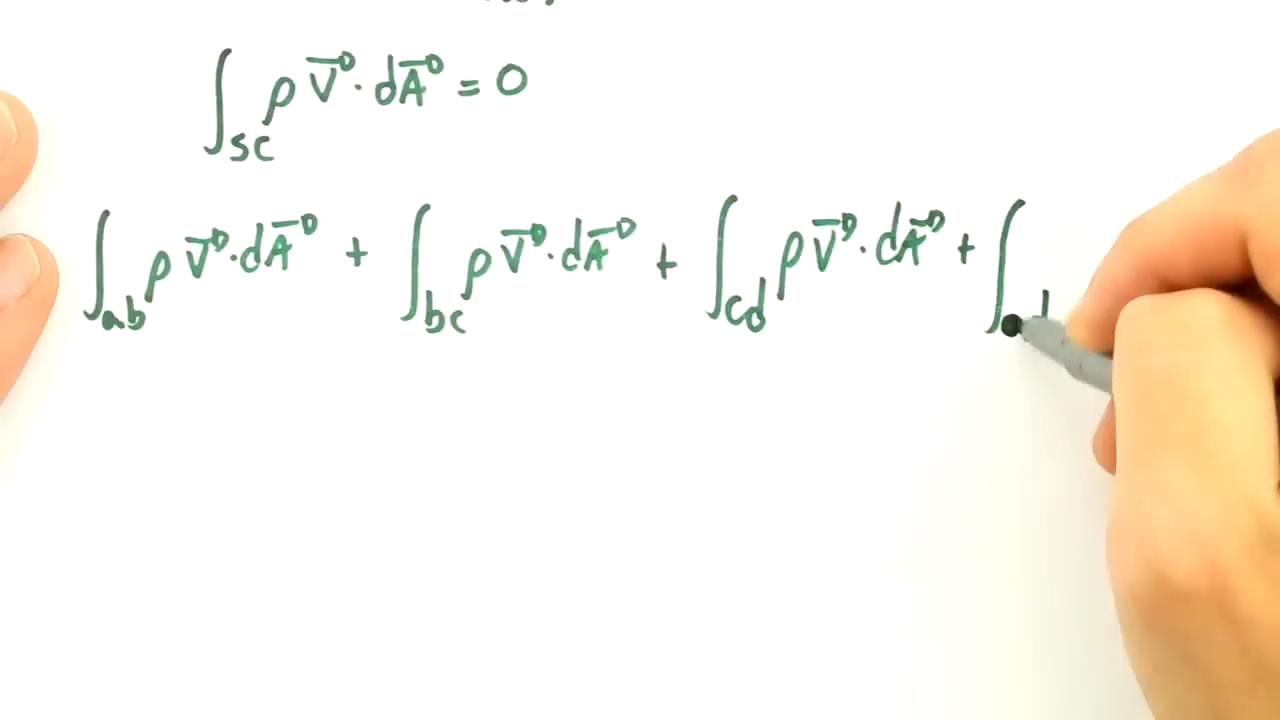 ∫_SC ρ V⃗ · dA⃗ = 0
∫_ab ρ V⃗ · dA⃗ + ∫_bc ρ V⃗ · dA⃗ + ∫_cd ρ V⃗ · dA⃗ + ∫